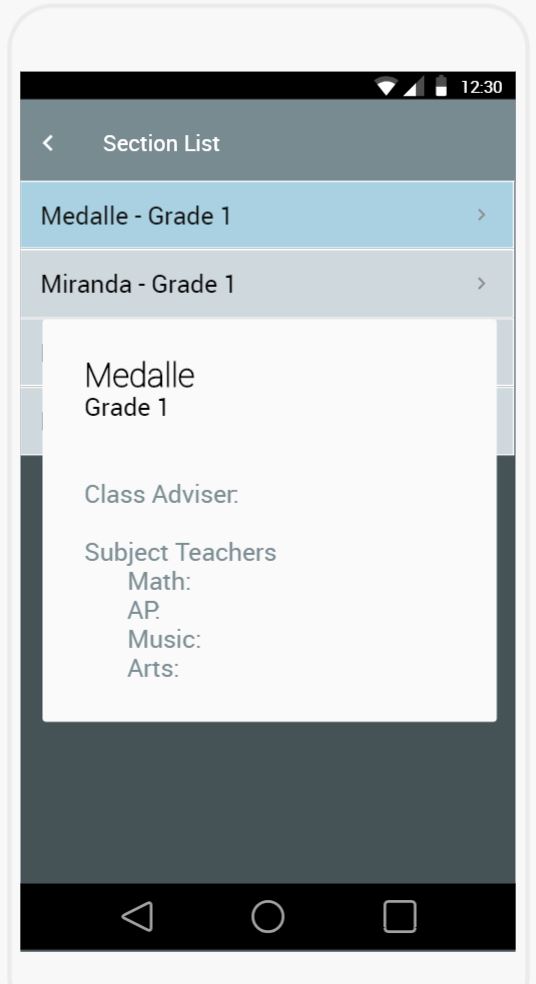 12:30
Section List
Medalle - Grade 1
Miranda - Grade 1
Medalle
Grade 1
Class Adviser:
Subject Teachers
Math:
AP:
Music:
Arts: